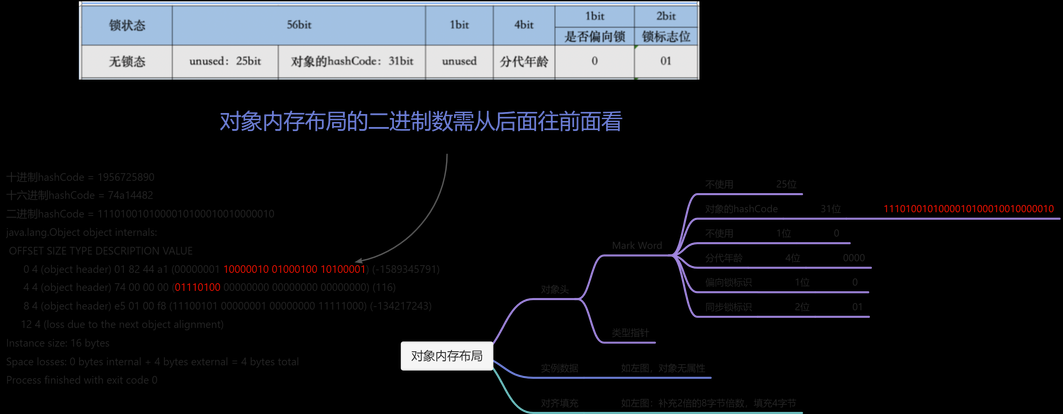 锁状态 56bit 1bit 4bit 1bit 2bit
是否偏向锁 锁标志位
无锁态 unused：25bit 对象的hashCode：31bit unused 分代年龄 0 01
对象内存布局的二进制数需从后面往前面看
十进制hashCode = 1956725890
十六进制hashCode = 74a14482
二进制hashCode = 1110100101000010100010010000010
java.lang.Object object internals:
OFFSET SIZE TYPE DESCRIPTION VALUE
0 4 (object header) 01 82 44 a1 (00000001 10000010 01000100 10100001) (-1589345791)
4 4 (object header) 74 00 00 00 (01110100 00000000 00000000 00000000) (116)
8 4 (object header) e5 01 00 f8 (11100101 00000001 00000000 11111000) (-134217243)
12 4 (loss due to the next object alignment)
Instance size: 16 bytes
Space losses: 0 bytes internal + 4 bytes external = 4 bytes total
Process finished with exit code 0
对象内存布局
对象头
Mark Word
不使用 25位
对象的hashCode 31位 1110100101000010100010010000010
不使用 1位 0
分代年龄 4位 0000
偏向锁标识 1位 0
同步锁标识 2位 01
类型指针
实例数据 如左图，对象无属性
对齐填充 如左图：补充2倍的8字节倍数，填充4字节